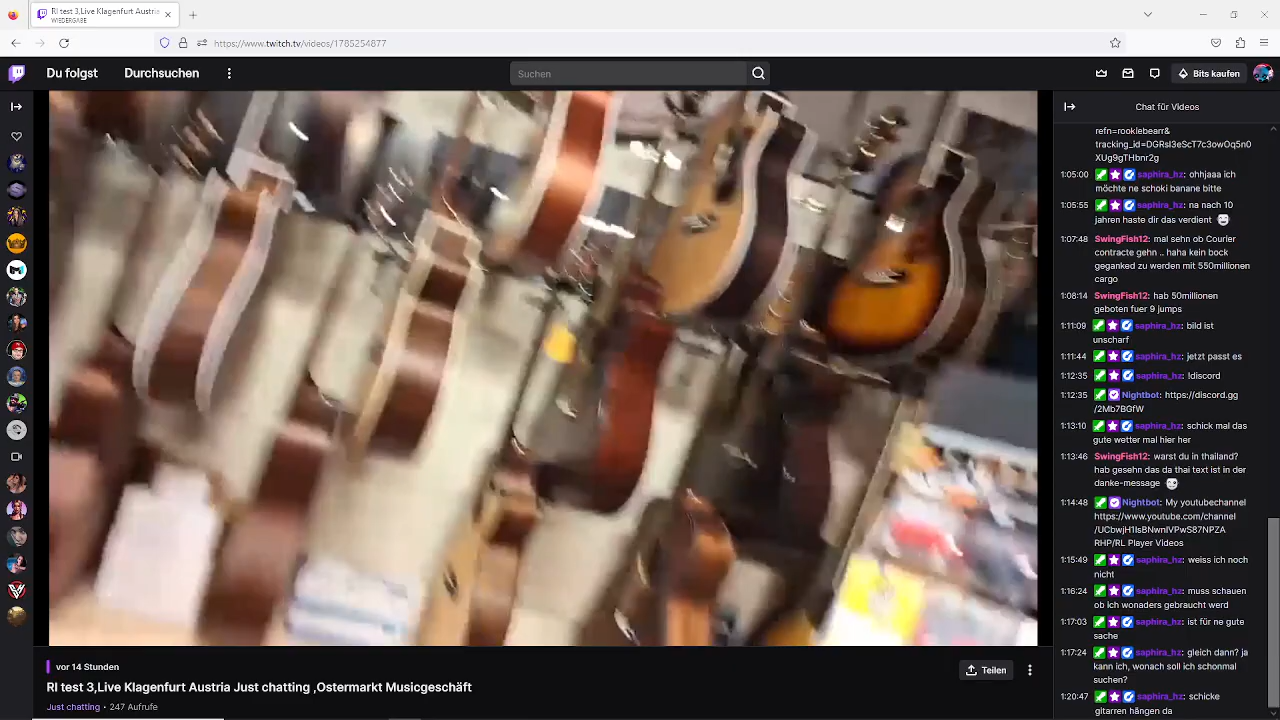 Rl test 3,Live Klagenfurt Austria
WIEDERGABE
https://www.twitch.tv/videos/1785254877
Du folgst
Durchsuchen
Suchen
Bits kaufen
Chat für Videos
refn=rooklebearr&
tracking_id=DGRsI3eScT7c3owOq5n0
XUg9gTHbnr2g
1:05:00 saphira_hz: ohhjaaa ich
möchte ne schoki banane bitte
1:05:55 saphira_hz: na nach 10
jahren haste dir das verdient
1:07:48 SwingFish12: mal sehn ob CourIer
contracte gehn .. haha kein bock
geganked zu werden mit 550millionen
cargo
1:08:14 SwingFish12: hab 50millionen
geboten fuer 9 jumps
1:11:09 saphira_hz: bild ist
unscharf
1:11:44 saphira_hz: jetzt passt es
1:12:35 saphira_hz: !discord
1:12:35 Nightbot: https://discord.gg
/2Mb7BGfW
1:13:10 saphira_hz: schick mal das
gute wetter mal hier her
1:13:46 SwingFish12: warst du in thailand?
hab gesehn das da thai text ist in der
danke-message
1:14:48 Nightbot: My youtubechannel
https://www.youtube.com/channel
/UCbwjH1IsBNwnIVPwS87NPZA
RHP/RL Player Videos
1:15:49 saphira_hz: weiss ich noch
nicht
1:16:24 saphira_hz: muss schauen
ob ich wonaders gebraucht werd
1:17:03 saphira_hz: ist für ne gute
sache
1:17:24 saphira_hz: gleich dann? ja
kann ich, wonach soll ich schonmal
suchen?
1:20:47 saphira_hz: schicke
gitarren hängen da
vor 14 Stunden
Teilen
Rl test 3,Live Klagenfurt Austria Just chatting ,Ostermarkt Musicgeschäft
Just chatting • 247 Aufrufe